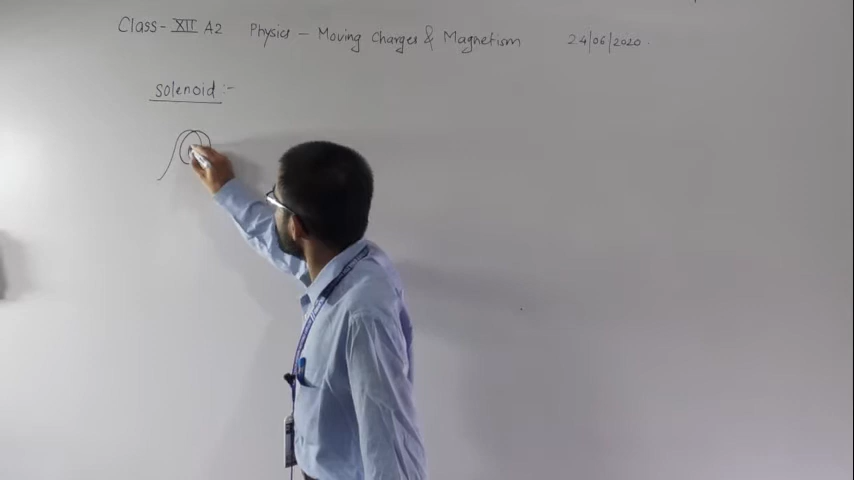 Class - XII A2 Physics - Moving Charges & Magnetism 24/06/2020.
Solenoid :-